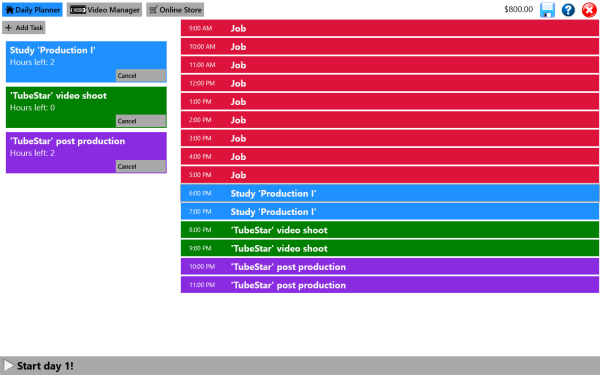 Daily Planner Video Manager Online Store $800.00
+ Add Task
Study 'Production I'
Hours left: 2
Cancel
'TubeStar' video shoot
Hours left: 0
Cancel
'TubeStar' post production
Hours left: 2
Cancel
9:00 AM Job
10:00 AM Job
11:00 AM Job
12:00 PM Job
1:00 PM Job
2:00 PM Job
3:00 PM Job
4:00 PM Job
5:00 PM Job
6:00 PM Study 'Production I'
7:00 PM Study 'Production I'
8:00 PM 'TubeStar' video shoot
9:00 PM 'TubeStar' video shoot
10:00 PM 'TubeStar' post production
11:00 PM 'TubeStar' post production
Start day 1!